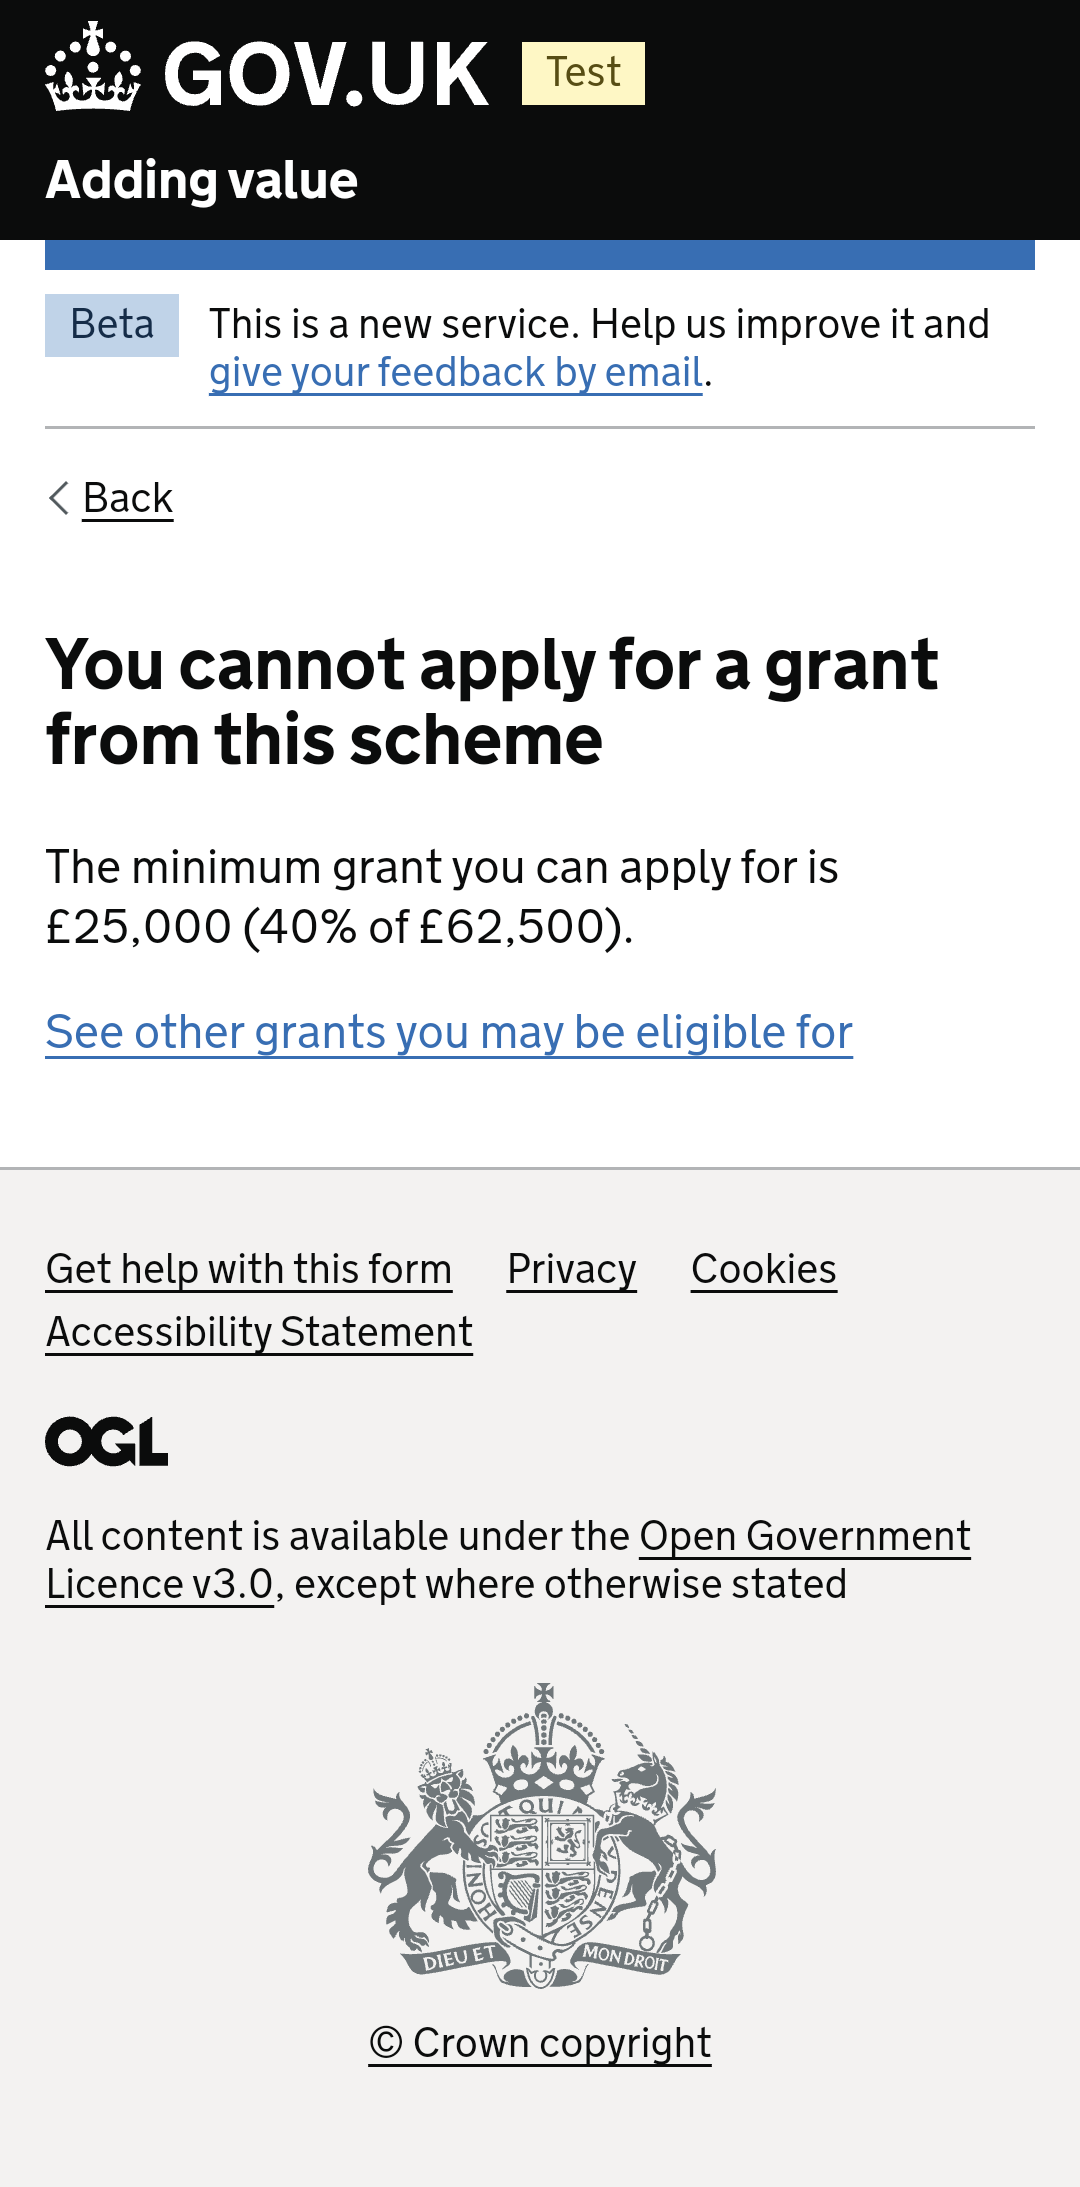 GOV.UK Test
Adding value
Beta This is a new service. Help us improve it and
give your feedback by email.
Back
You cannot apply for a grant
from this scheme
The minimum grant you can apply for is
£25,000 (40% of £62,500).
See other grants you may be eligible for
Get help with this form Privacy Cookies
Accessibility Statement
OGL
All content is available under the Open Government
Licence v3.0, except where otherwise stated
QUI
HONI
PENSE
DIEU ET MON DROIT
© Crown copyright